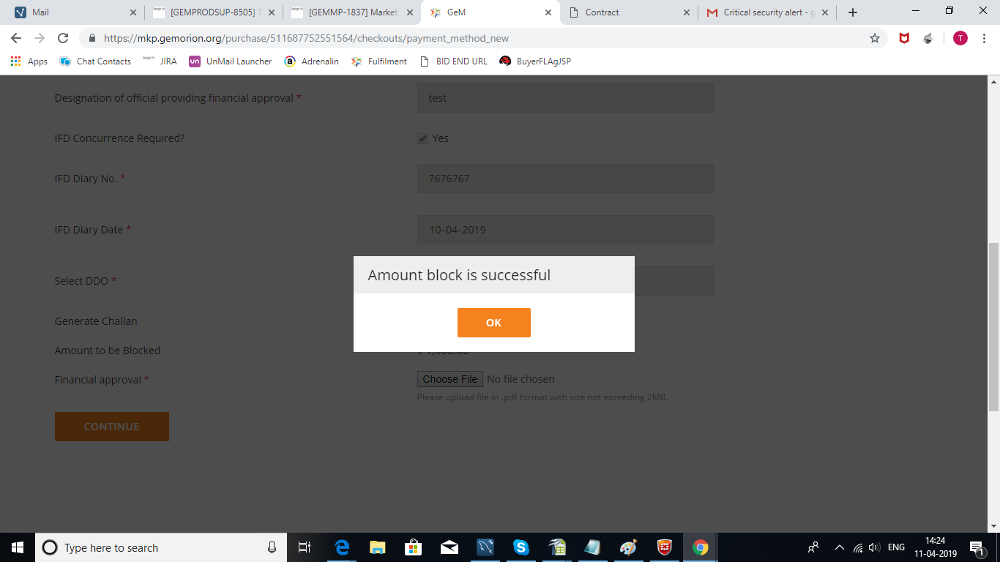 Mail
[GEMPRODSUP-8505] T
[GEMMP-1837] Market
GeM
Contract
Critical security alert - g
https://mkp.gemorion.org/purchase/511687752551564/checkouts/payment_method_new
T
Apps
Chat Contacts
JIRA
un
UnMail Launcher
a
Adrenalin
Fulfilment
BID END URL
BuyerFLAgJSP
Designation of official providing financial approval *
test
IFD Concurrence Required?
Yes
IFD Diary No. *
7676767
IFD Diary Date *
10-04-2019
Amount block is successful
Select DDO *
OK
Generate Challan
Amount to be Blocked
Financial approval *
Choose File No file chosen
Please upload file in .pdf format with size not exceeding 2MB.
CONTINUE
Type here to search
ENG
14:24
11-04-2019
1